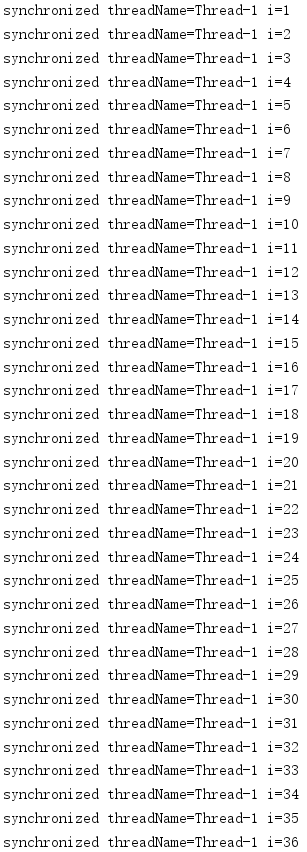 synchronized threadName=Thread-1 i=1
synchronized threadName=Thread-1 i=2
synchronized threadName=Thread-1 i=3
synchronized threadName=Thread-1 i=4
synchronized threadName=Thread-1 i=5
synchronized threadName=Thread-1 i=6
synchronized threadName=Thread-1 i=7
synchronized threadName=Thread-1 i=8
synchronized threadName=Thread-1 i=9
synchronized threadName=Thread-1 i=10
synchronized threadName=Thread-1 i=11
synchronized threadName=Thread-1 i=12
synchronized threadName=Thread-1 i=13
synchronized threadName=Thread-1 i=14
synchronized threadName=Thread-1 i=15
synchronized threadName=Thread-1 i=16
synchronized threadName=Thread-1 i=17
synchronized threadName=Thread-1 i=18
synchronized threadName=Thread-1 i=19
synchronized threadName=Thread-1 i=20
synchronized threadName=Thread-1 i=21
synchronized threadName=Thread-1 i=22
synchronized threadName=Thread-1 i=23
synchronized threadName=Thread-1 i=24
synchronized threadName=Thread-1 i=25
synchronized threadName=Thread-1 i=26
synchronized threadName=Thread-1 i=27
synchronized threadName=Thread-1 i=28
synchronized threadName=Thread-1 i=29
synchronized threadName=Thread-1 i=30
synchronized threadName=Thread-1 i=31
synchronized threadName=Thread-1 i=32
synchronized threadName=Thread-1 i=33
synchronized threadName=Thread-1 i=34
synchronized threadName=Thread-1 i=35
synchronized threadName=Thread-1 i=36